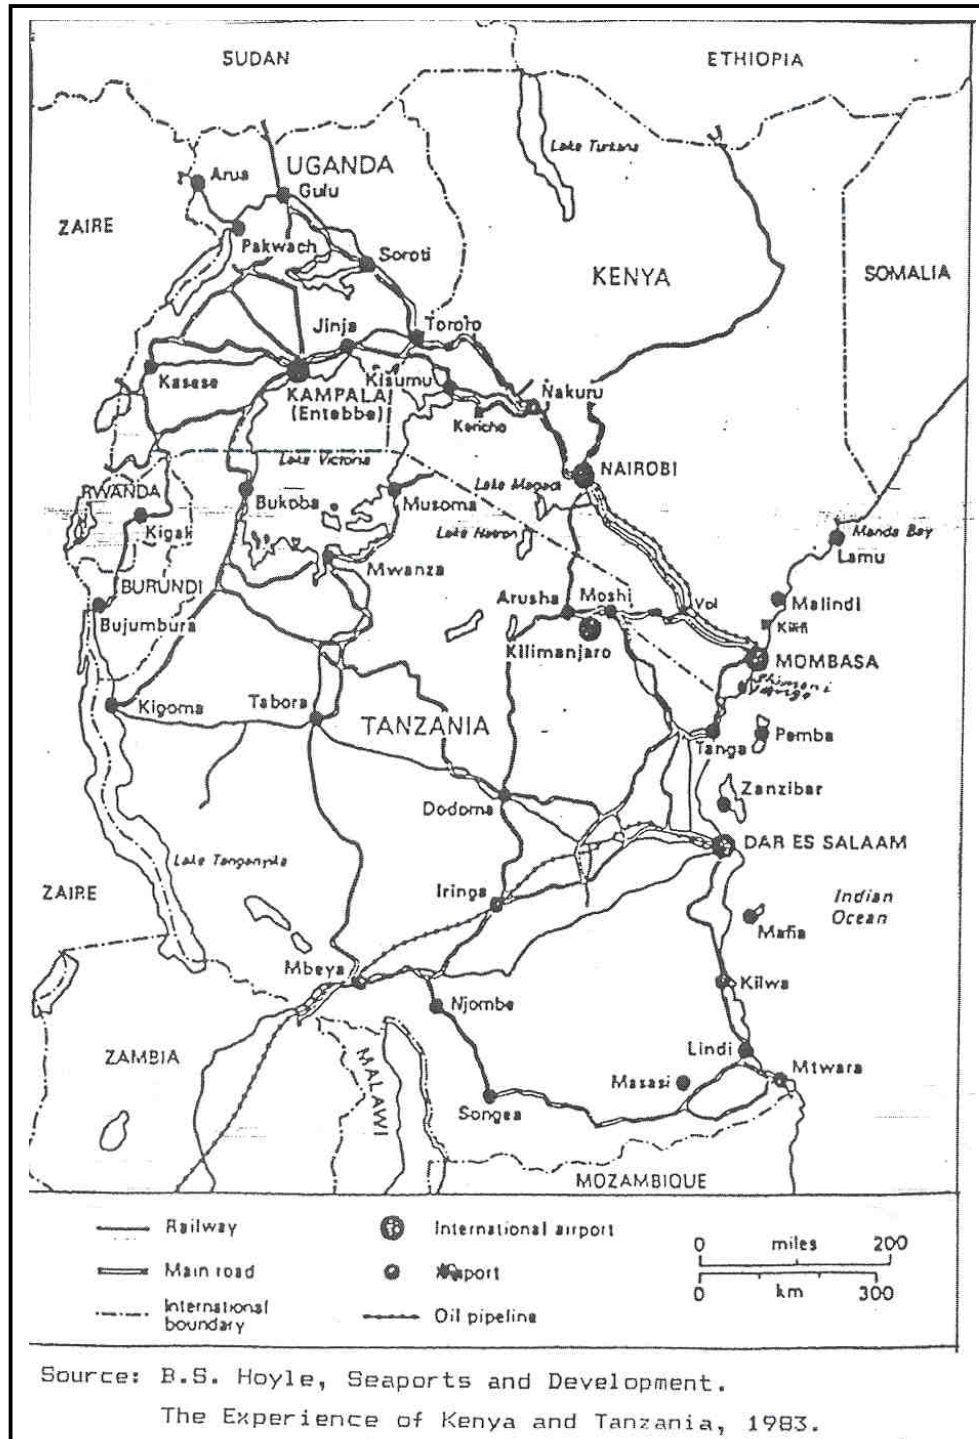 SUDAN
ETHIOPIA
Lake Turkana
Arua
UGANDA
Gulu
ZAIRE
Pakwach
Soroti
KENYA
SOMALIA
Jinja
Tororo
Kasese
KAMPALA
(Entebbe)
Kisumu
Nakuru
Kericho
Lake Victoria
NAIROBI
RWANDA
Bukoba
Musoma
Lake Magadi
Kigali
Lake Natron
Manda Bay
Lamu
Mwanza
BURUNDI
Arusha
Moshi
Voi
Malindi
Kilifi
Bujumbura
Kilimanjaro
MOMBASA
Shimoni
Kigoma
Tabora
TANZANIA
Tanga
Pemba
Zanzibar
Dodoma
DAR ES SALAAM
Lake Tanganyika
ZAIRE
Iringa
Indian
Ocean
Mafia
Mbeya
Kilwa
Njombe
ZAMBIA
MALAWI
Lindi
Masasi
Mtwara
Songea
MOZAMBIQUE
Railway
International airport
0 miles 200
Main road
0 km 300
International
boundary
Oil pipeline
Source: B.S. Hoyle, Seaports and Development.
The Experience of Kenya and Tanzania, 1983.